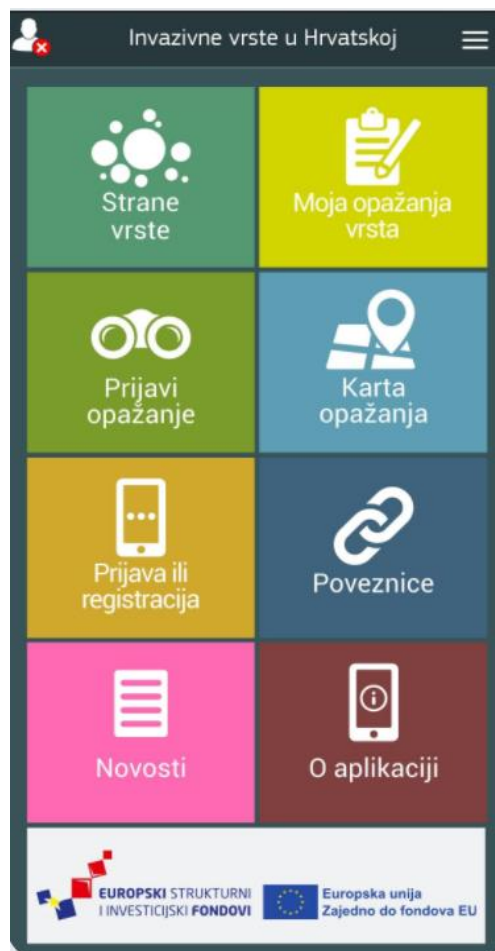 Invazivne vrste u Hrvatskoj
Strane
vrste
Moja opažanja
vrsta
Prijavi
opažanje
Karta
opažanja
Prijava ili
registracija
Poveznice
Novosti
O aplikaciji
EUROPSKI STRUKTURNI
I INVESTICIJSKI FONDOVI
Europska unija
Zajedno do fondova EU